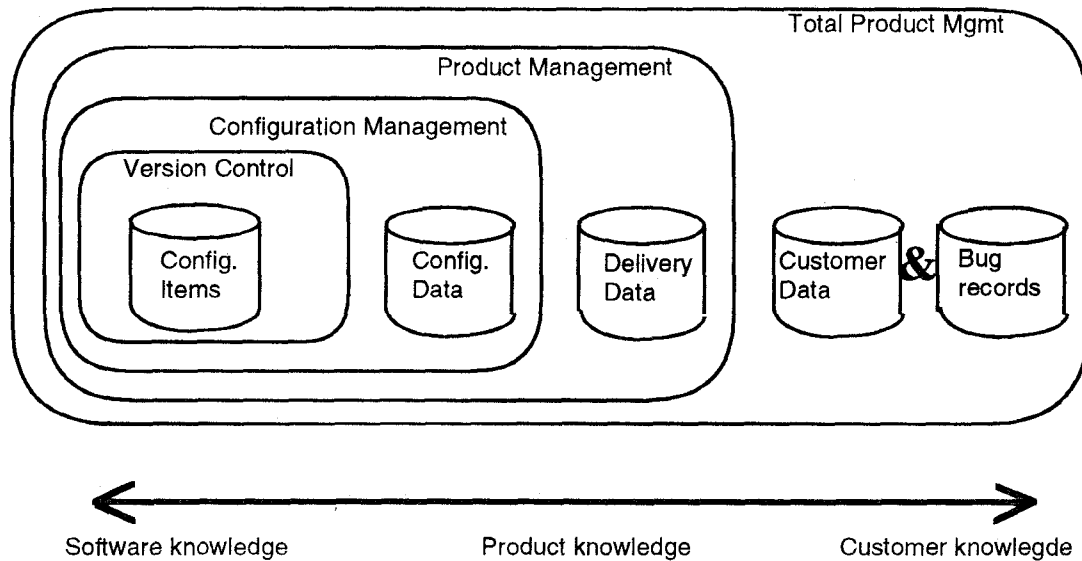 Total Product Mgmt
Product Management
Configuration Management
Version Control
Config.
Items
Config.
Data
Delivery
Data
Customer
Data
&
Bug
records
Software knowledge
Product knowledge
Customer knowlegde